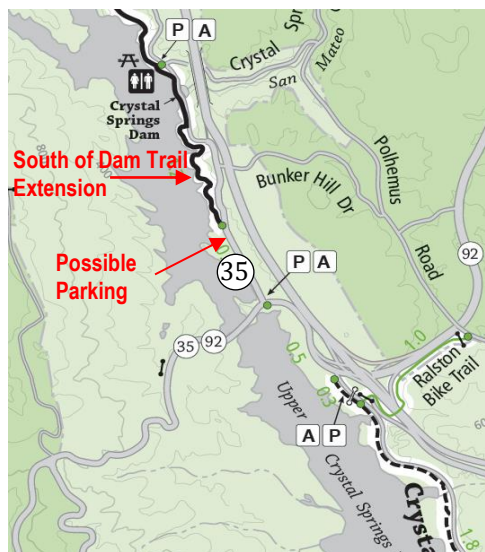 P A
Crystal Spr
San Mateo
Crystal
Springs
Dam
80
South of Dam Trail
Extension
Bunker Hill Dr
Polhemus
Road
Possible
Parking
35
P A
92
35 92
0.5
1.0
Ralston
Bike Trail
0.3
A P
Upper
Crystal Springs
Crysta
1.8